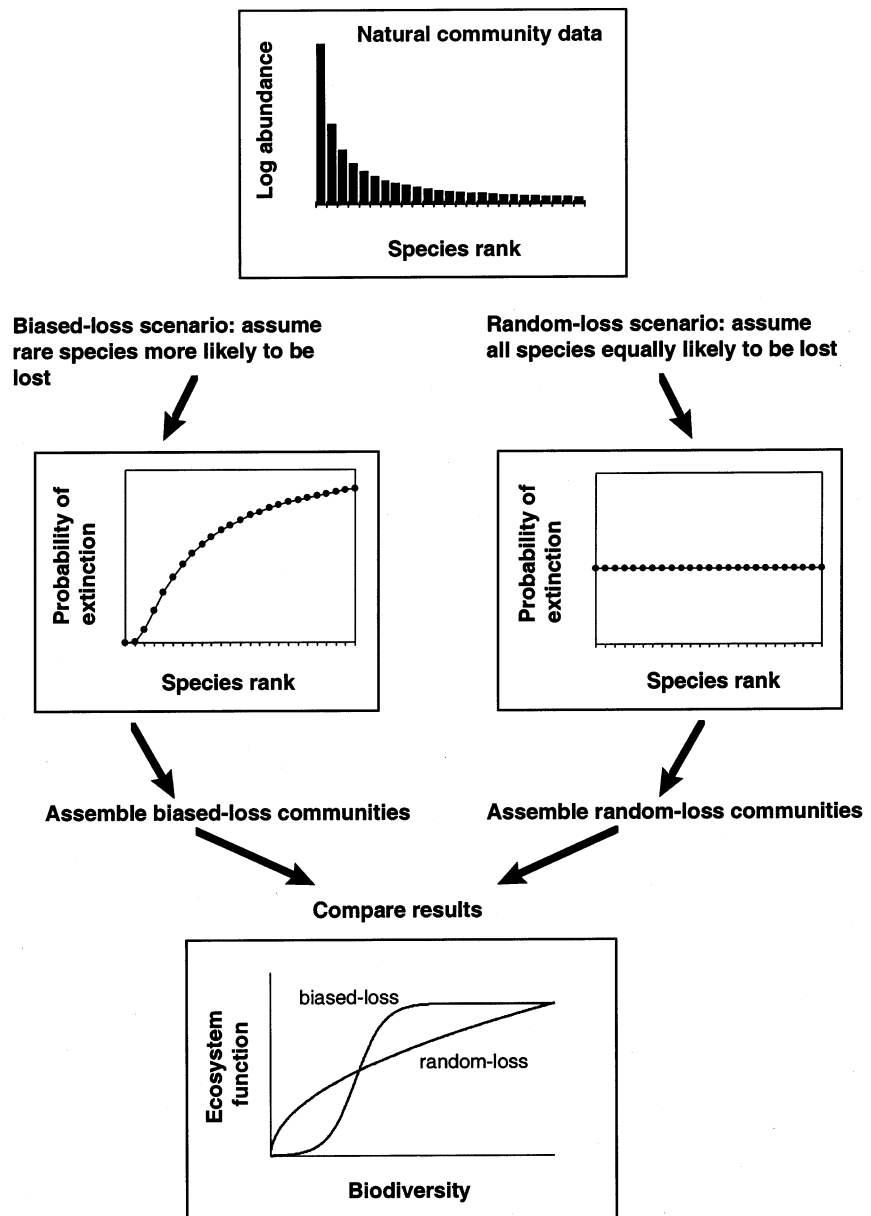 Natural community data
Log abundance
Species rank
Biased-loss scenario: assume
rare species more likely to be
lost
Random-loss scenario: assume
all species equally likely to be lost
Probability of
extinction
Species rank
Probability of
extinction
Species rank
Assemble biased-loss communities
Assemble random-loss communities
Compare results
biased-loss
random-loss
Ecosystem
function
Biodiversity